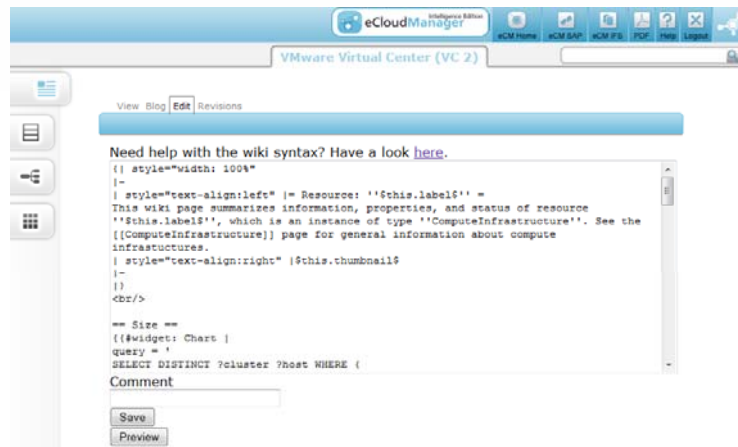 eCloudManager Intelligence Edition
eCM Home eCM SAP eCM IFS PDF Help Logout
VMware Virtual Center (VC 2)
View Blog Edit Revisions
Need help with the wiki syntax? Have a look here.
{| style="width: 100%"
|-
| style="text-align:left" |= Resource: ''$this.label$'' =
This wiki page summarizes information, properties, and status of resource
''$this.label$'', which is an instance of type ''ComputeInfrastructure''. See the
[[ComputeInfrastructure]] page for general information about compute
infrastuctures.
| style="text-align:right" |$this.thumbnail$
|-
|}
<br/>
== Size ==
{{#widget: Chart |
query = '
SELECT DISTINCT ?cluster ?host WHERE {
Comment
Save
Preview